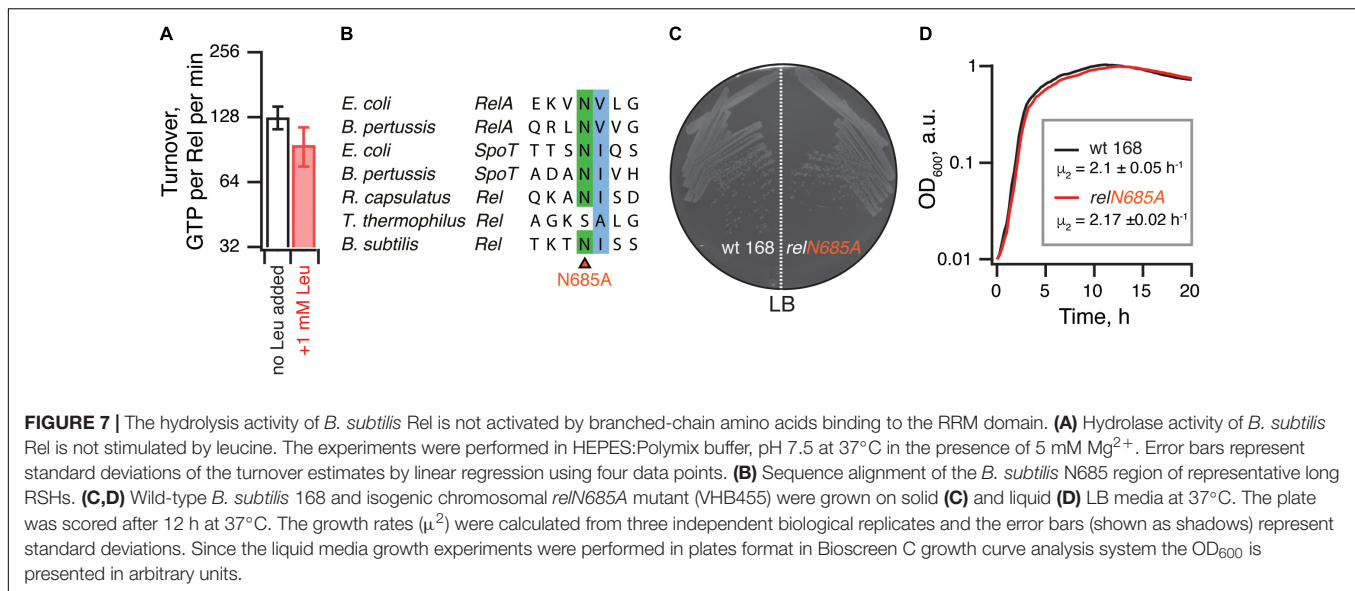 A
256
128
64
32
Turnover,
GTP per Rel per min
no Leu added
+1 mM Leu
B
E. coli RelA E K V N V L G
B. pertussis RelA Q R L N V V G
E. coli SpoT T T S N I Q S
B. pertussis SpoT A D A N I V H
R. capsulatus Rel Q K A N I S D
T. thermophilus Rel A G K S A L G
B. subtilis Rel T K T N I S S
N685A
C
wt 168 relN685A
LB
D
1
0.1
0.01
OD600, a.u.
wt 168
μ2 = 2.1 ± 0.05 h-1
relN685A
μ2 = 2.17 ±0.02 h-1
0 5 10 15 20
Time, h
FIGURE 7 | The hydrolysis activity of B. subtilis Rel is not activated by branched-chain amino acids binding to the RRM domain. (A) Hydrolase activity of B. subtilis
Rel is not stimulated by leucine. The experiments were performed in HEPES:Polymix buffer, pH 7.5 at 37°C in the presence of 5 mM Mg2+. Error bars represent
standard deviations of the turnover estimates by linear regression using four data points. (B) Sequence alignment of the B. subtilis N685 region of representative long
RSHs. (C,D) Wild-type B. subtilis 168 and isogenic chromosomal relN685A mutant (VHB455) were grown on solid (C) and liquid (D) LB media at 37°C. The plate
was scored after 12 h at 37°C. The growth rates (μ2) were calculated from three independent biological replicates and the error bars (shown as shadows) represent
standard deviations. Since the liquid media growth experiments were performed in plates format in Bioscreen C growth curve analysis system the OD600 is
presented in arbitrary units.